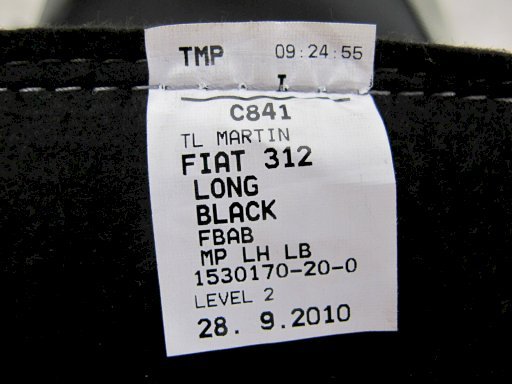 TMP 09:24:55
I
C841
TL MARTIN
FIAT 312
LONG
BLACK
FBAB
MP LH LB
1530170-20-0
LEVEL 2
28. 9.2010